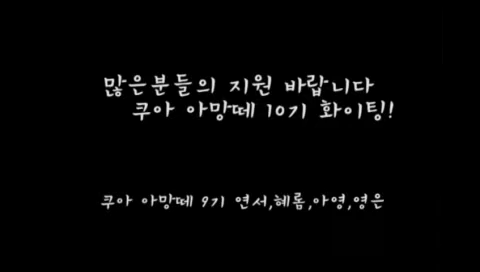 많은분들의 지원 바랍니다
쿠아 아망떼 10기 화이팅!
쿠아 아망떼 9기 연서,혜롬,아영,영은